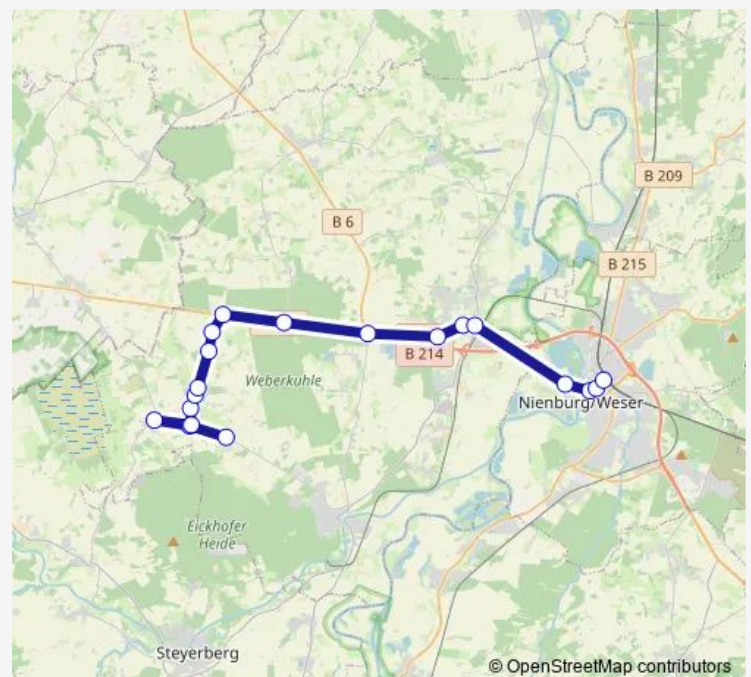 B 209
B 6
B 215
B 214
Weberkuhle
Nienburg/Weser
Eickhofer
Heide
Steyerberg
© OpenStreetMap contributors